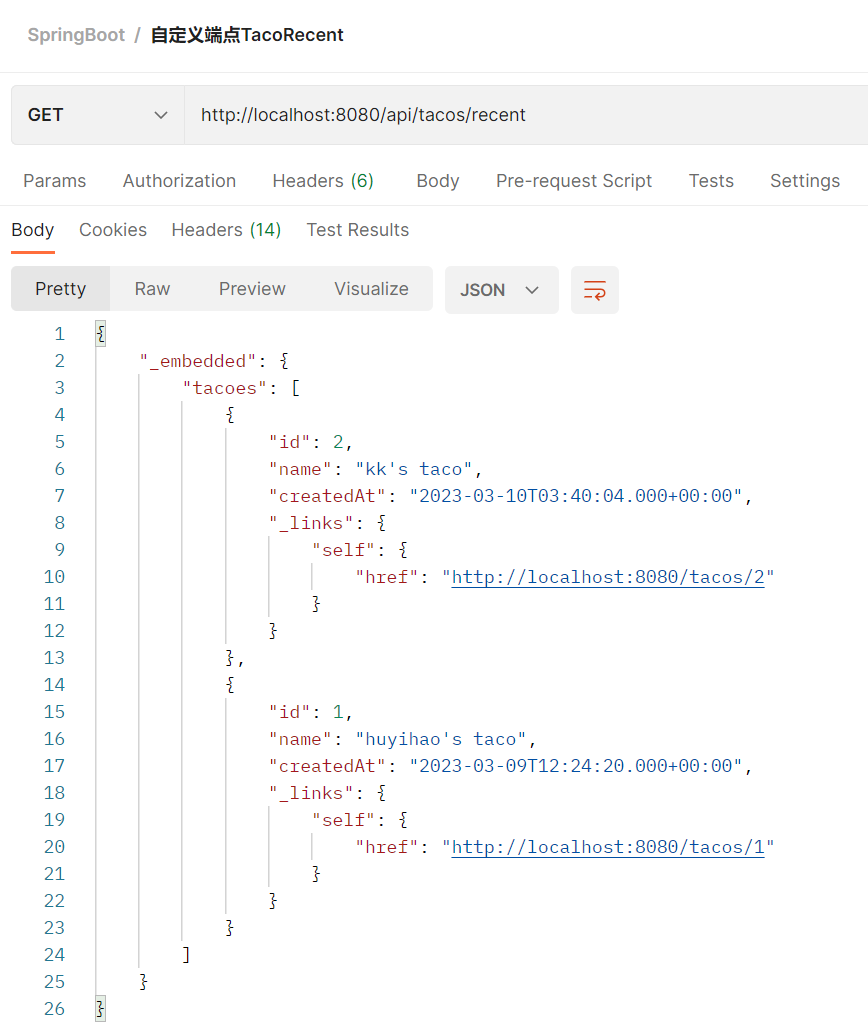 SpringBoot / 自定义端点TacoRecent
GET http://localhost:8080/api/tacos/recent
Params Authorization Headers (6) Body Pre-request Script Tests Settings
Body Cookies Headers (14) Test Results
Pretty Raw Preview Visualize JSON
1 {
2 "_embedded": {
3 "tacoes": [
4 {
5 "id": 2,
6 "name": "kk's taco",
7 "createdAt": "2023-03-10T03:40:04.000+00:00",
8 "_links": {
9 "self": {
10 "href": "http://localhost:8080/tacos/2"
11 }
12 }
13 },
14 {
15 "id": 1,
16 "name": "huyihao's taco",
17 "createdAt": "2023-03-09T12:24:20.000+00:00",
18 "_links": {
19 "self": {
20 "href": "http://localhost:8080/tacos/1"
21 }
22 }
23 }
24 ]
25 }
26 }